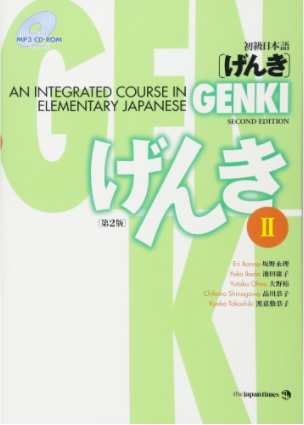 MP3 CD-ROM
初級日本語
[げんき]
AN INTEGRATED COURSE IN
ELEMENTARY JAPANESE
GENKI
SECOND EDITION
GENKI
げんき
[第2版]
II
Eri Banno 坂野永理
Yoko Ikeda 池田庸子
Yutaka Ohno 大野裕
Chikako Shinagawa 品川恭子
Kyoko Tokashiki 渡嘉敷恭子
the japan times